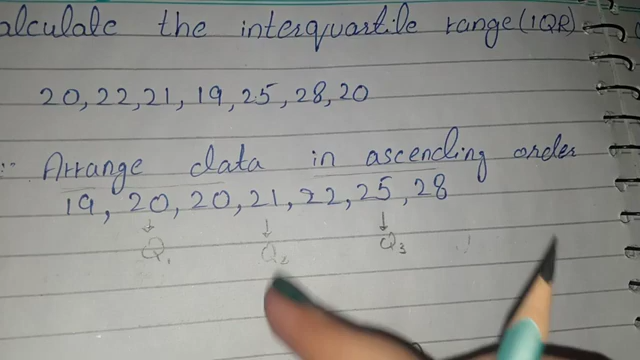 alculate the interquartile range (IQR)
20, 22, 21, 19, 25, 28, 20
:- Arrange data in ascending order
19, 20, 20, 21, 22, 25, 28
↓ ↓ ↓
Q₁ Q₂ Q₃